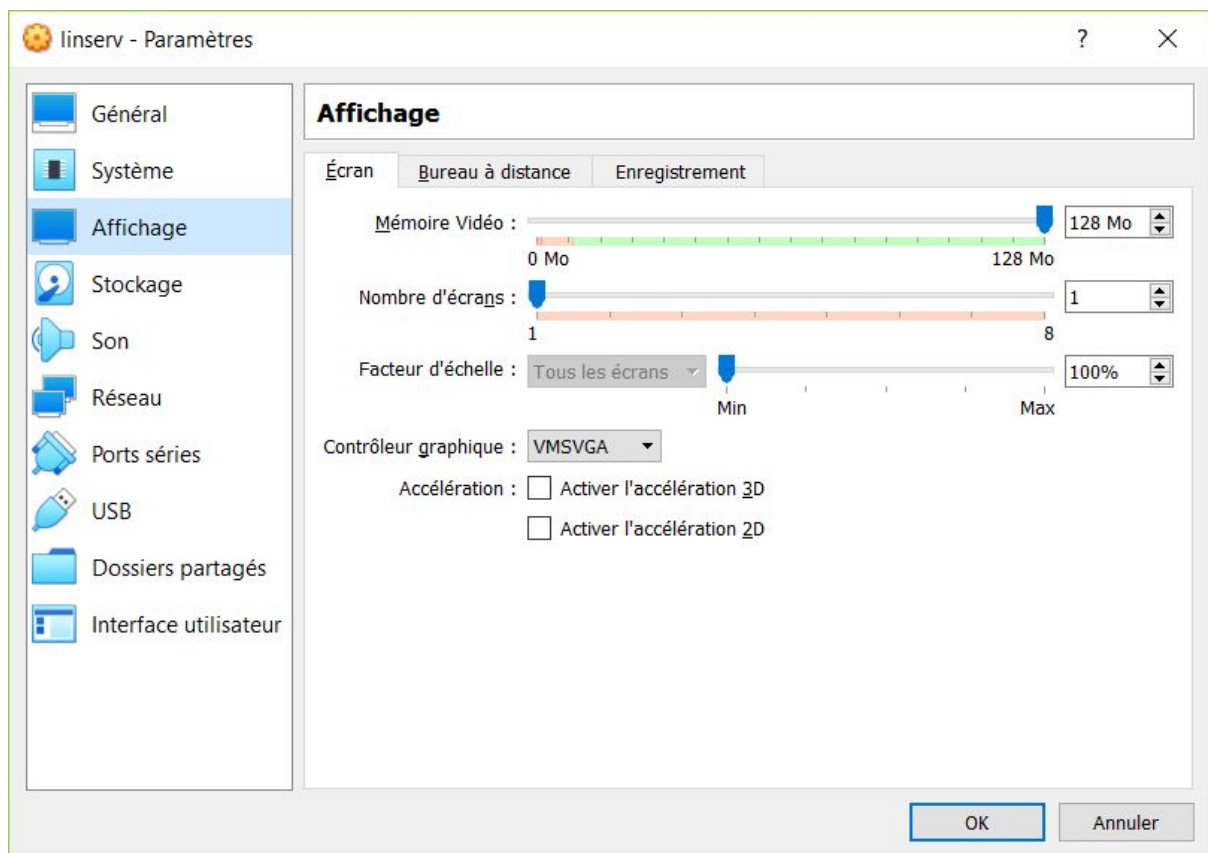 linserv - Paramètres
?
Général
Système
Affichage
Stockage
Son
Réseau
Ports séries
USB
Dossiers partagés
Interface utilisateur
Affichage
Écran Bureau à distance Enregistrement
Mémoire Vidéo : 128 Mo
0 Mo 128 Mo
Nombre d'écrans : 1
1 8
Facteur d'échelle : Tous les écrans 100%
Min Max
Contrôleur graphique : VMSVGA
Accélération : Activer l'accélération 3D
Activer l'accélération 2D
OK Annuler